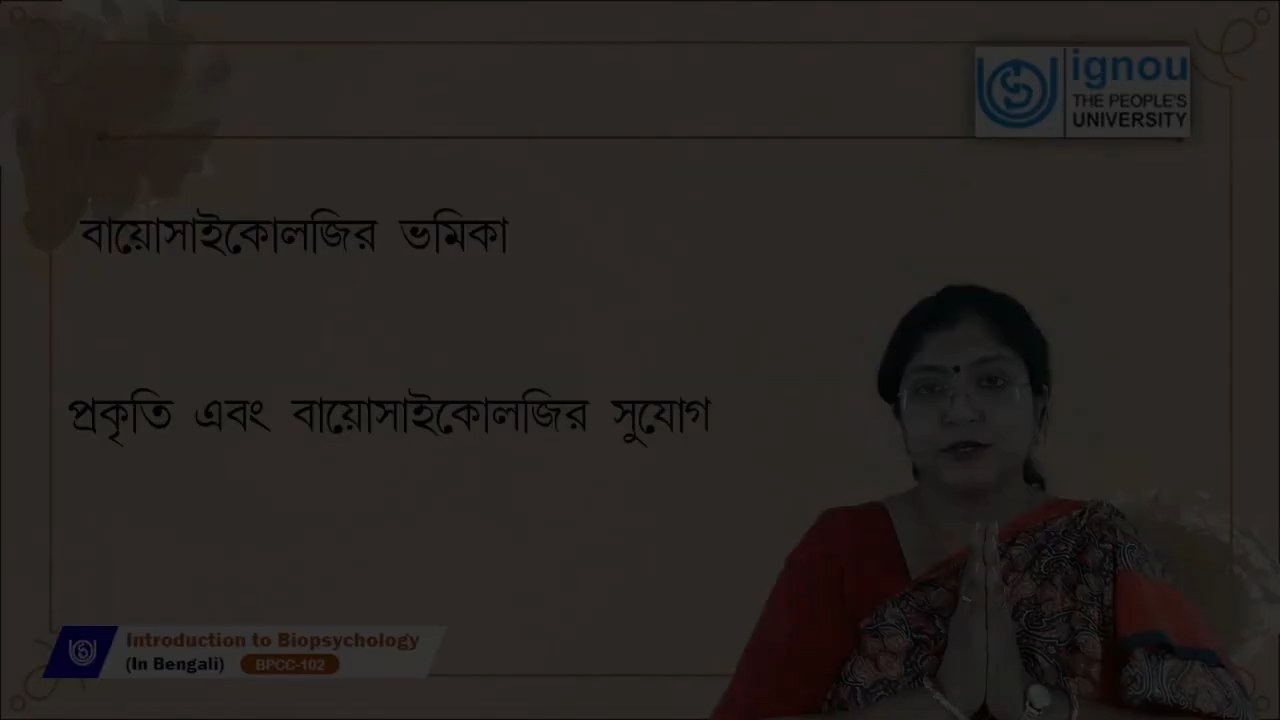 ignou
THE PEOPLE'S
UNIVERSITY
বায়োসাইকোলজির ভমিকা
প্রকৃতি এবং বায়োসাইকোলজির সুযোগ
Introduction to Biopsychology
(In Bengali) BPCC-102